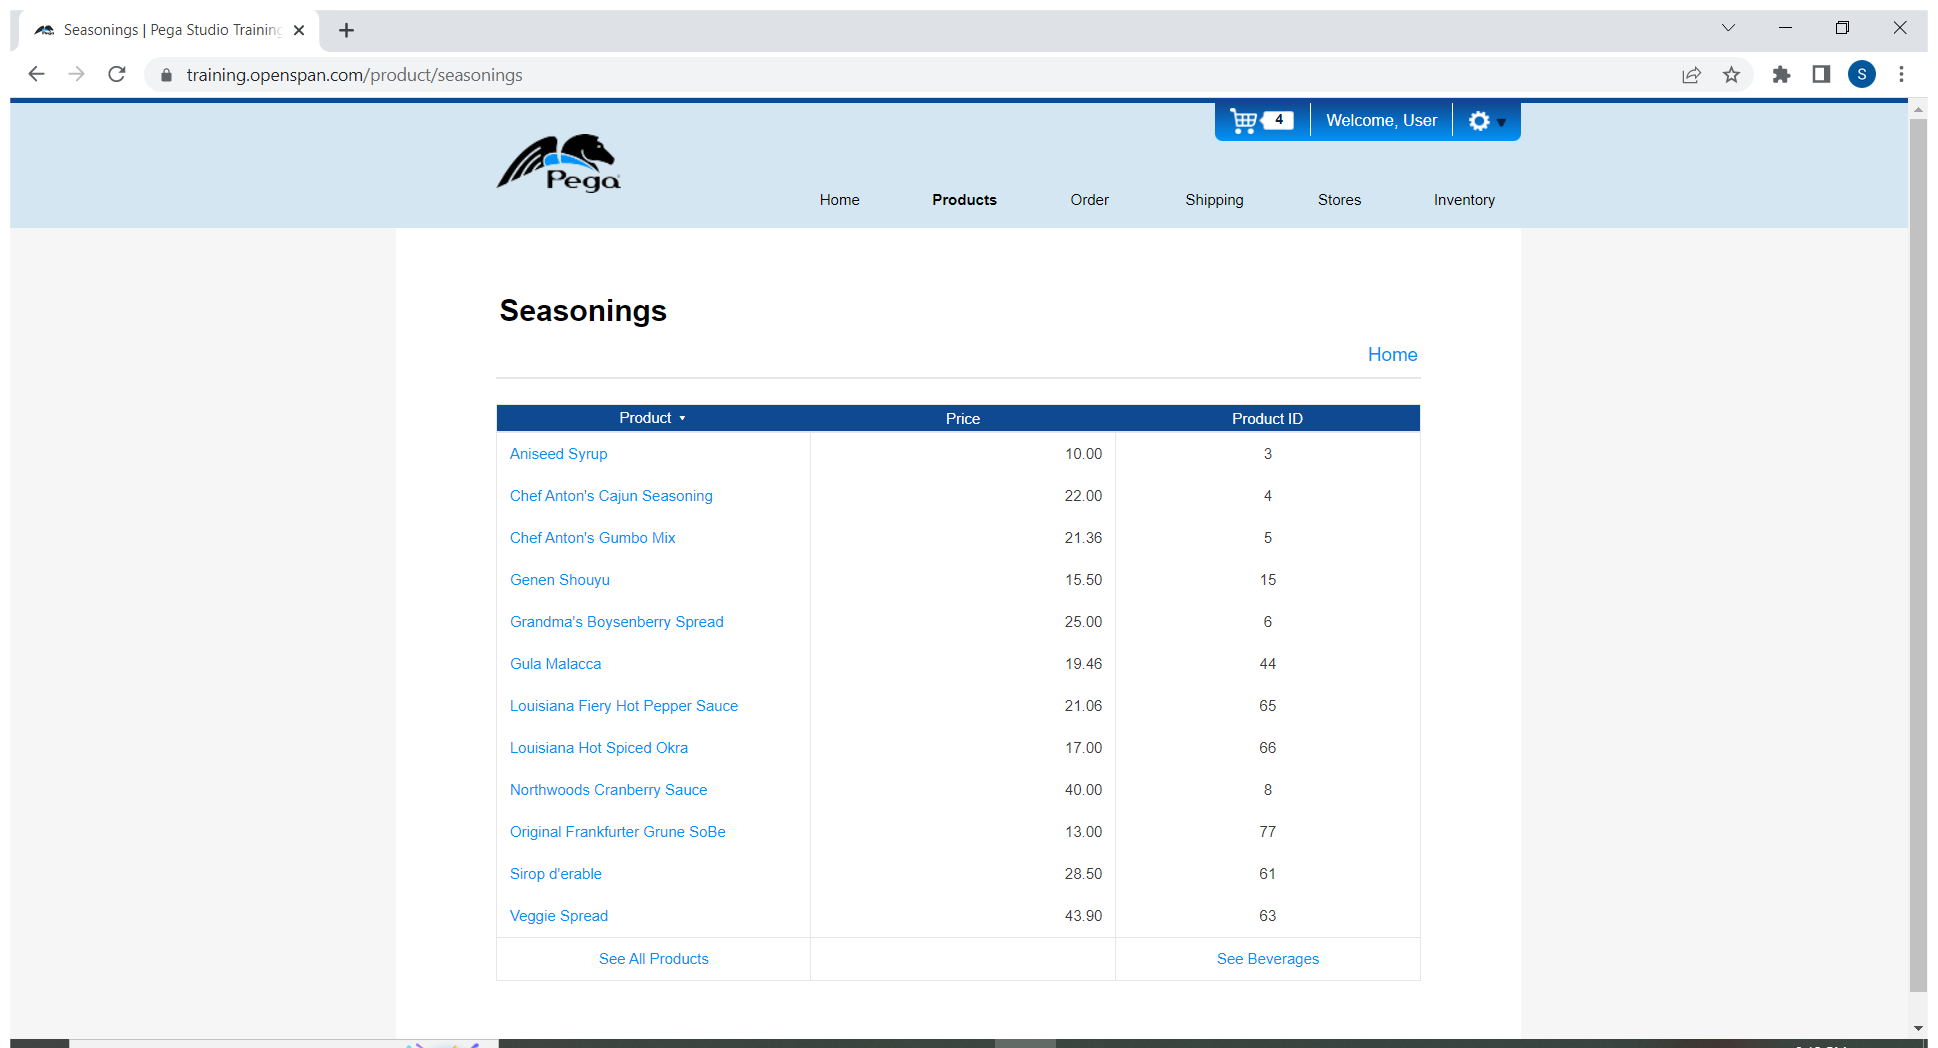 Seasonings | Pega Studio Training
training.openspan.com/product/seasonings
S
4
Welcome, User
Pega
Home Products Order Shipping Stores Inventory
Seasonings
Home
Product Price Product ID
Aniseed Syrup 10.00 3
Chef Anton's Cajun Seasoning 22.00 4
Chef Anton's Gumbo Mix 21.36 5
Genen Shouyu 15.50 15
Grandma's Boysenberry Spread 25.00 6
Gula Malacca 19.46 44
Louisiana Fiery Hot Pepper Sauce 21.06 65
Louisiana Hot Spiced Okra 17.00 66
Northwoods Cranberry Sauce 40.00 8
Original Frankfurter Grune SoBe 13.00 77
Sirop d'erable 28.50 61
Veggie Spread 43.90 63
See All Products See Beverages